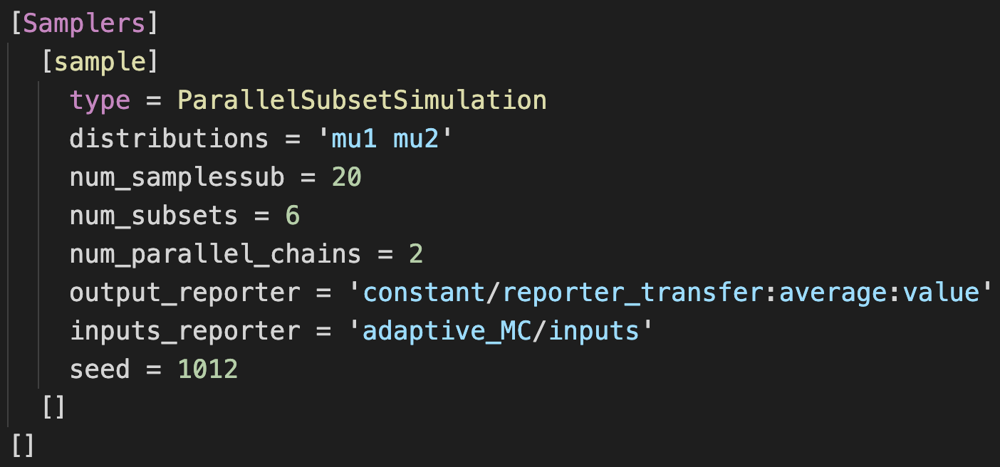 [Samplers]
[sample]
type = ParallelSubsetSimulation
distributions = 'mu1 mu2'
num_samplessub = 20
num_subsets = 6
num_parallel_chains = 2
output_reporter = 'constant/reporter_transfer:average:value'
inputs_reporter = 'adaptive_MC/inputs'
seed = 1012
[]
[]